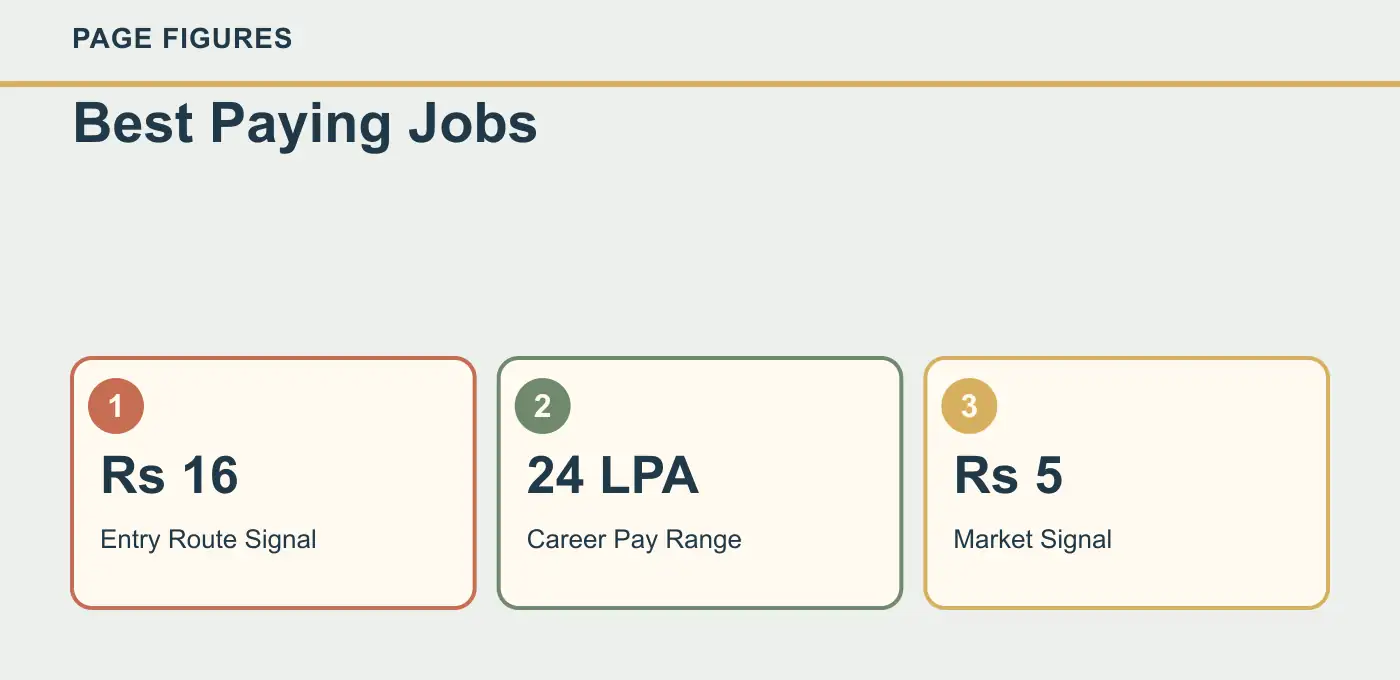 PAGE FIGURES
Best Paying Jobs
1
Rs 16
Entry Route Signal
2
24 LPA
Career Pay Range
3
Rs 5
Market Signal